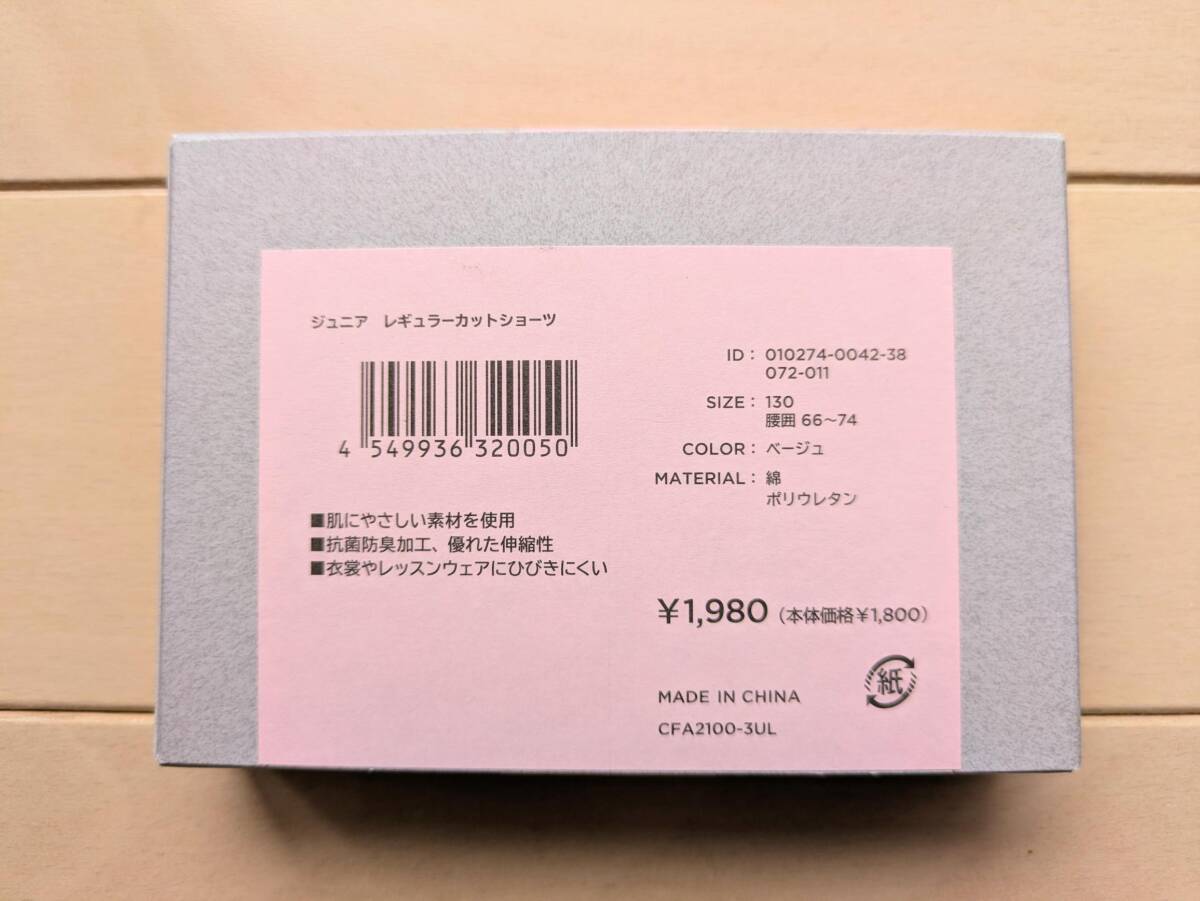 ジュニア　レギュラーカットショーツ
4 549936 320050
ID： 010274-0042-38
072-011
SIZE： 130
腰囲 66～74
COLOR： ベージュ
MATERIAL： 綿
ポリウレタン
■肌にやさしい素材を使用
■抗菌防臭加工、優れた伸縮性
■衣裳やレッスンウェアにひびきにくい
￥1,980（本体価格￥1,800）
紙
MADE IN CHINA
CFA2100-3UL